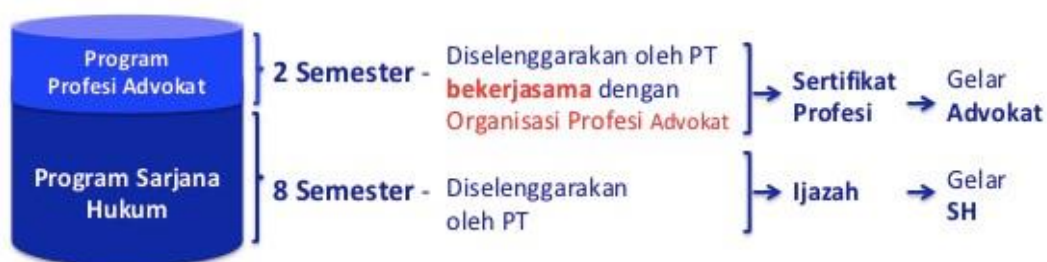 Program
Profesi Advokat
2 Semester -
Diselenggarakan oleh PT
bekerjasama dengan
Organisasi Profesi Advokat
Sertifikat
Profesi
Gelar
Advokat
Program Sarjana
Hukum
8 Semester -
Diselenggarakan
oleh PT
Ijazah
Gelar
SH